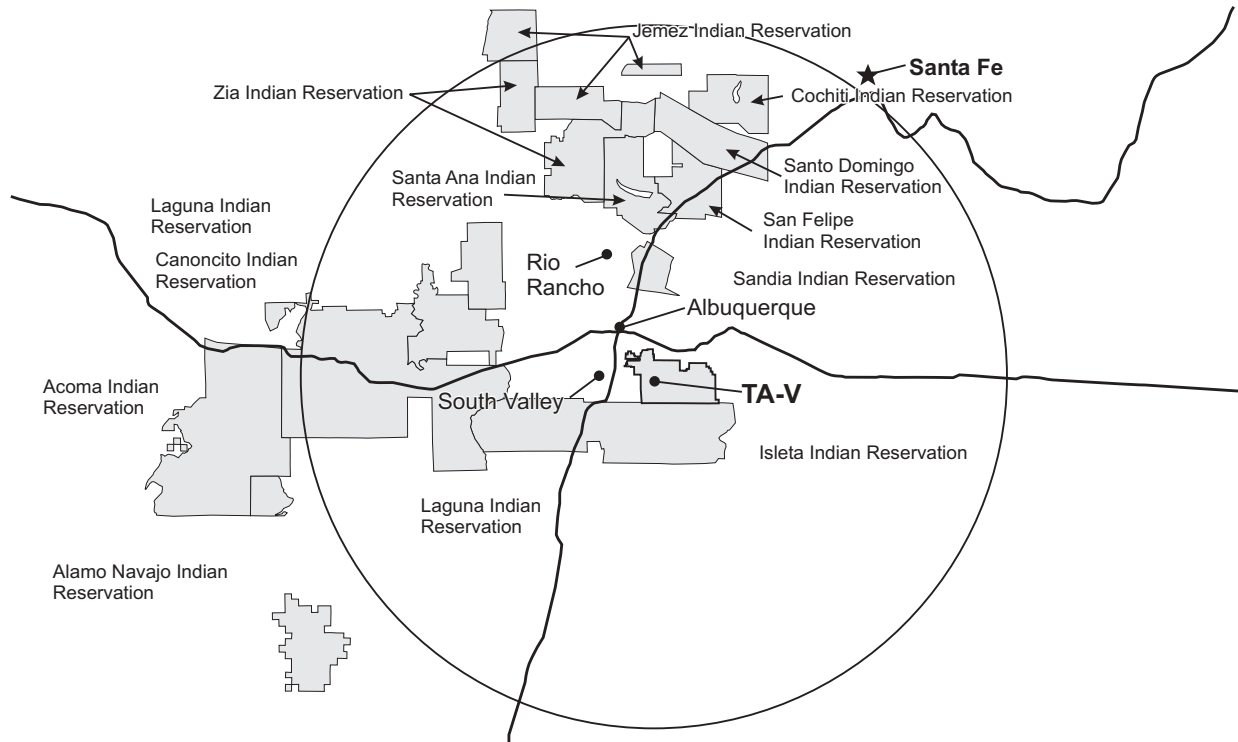 Jemez Indian Reservation
Santa Fe
Zia Indian Reservation
Cochiti Indian Reservation
Santa Ana Indian
Reservation
Santo Domingo
Indian Reservation
Laguna Indian
Reservation
San Felipe
Indian Reservation
Canoncito Indian
Reservation
Rio
Rancho
Sandia Indian Reservation
Albuquerque
Acoma Indian
Reservation
South Valley
TA-V
Isleta Indian Reservation
Laguna Indian
Reservation
Alamo Navajo Indian
Reservation